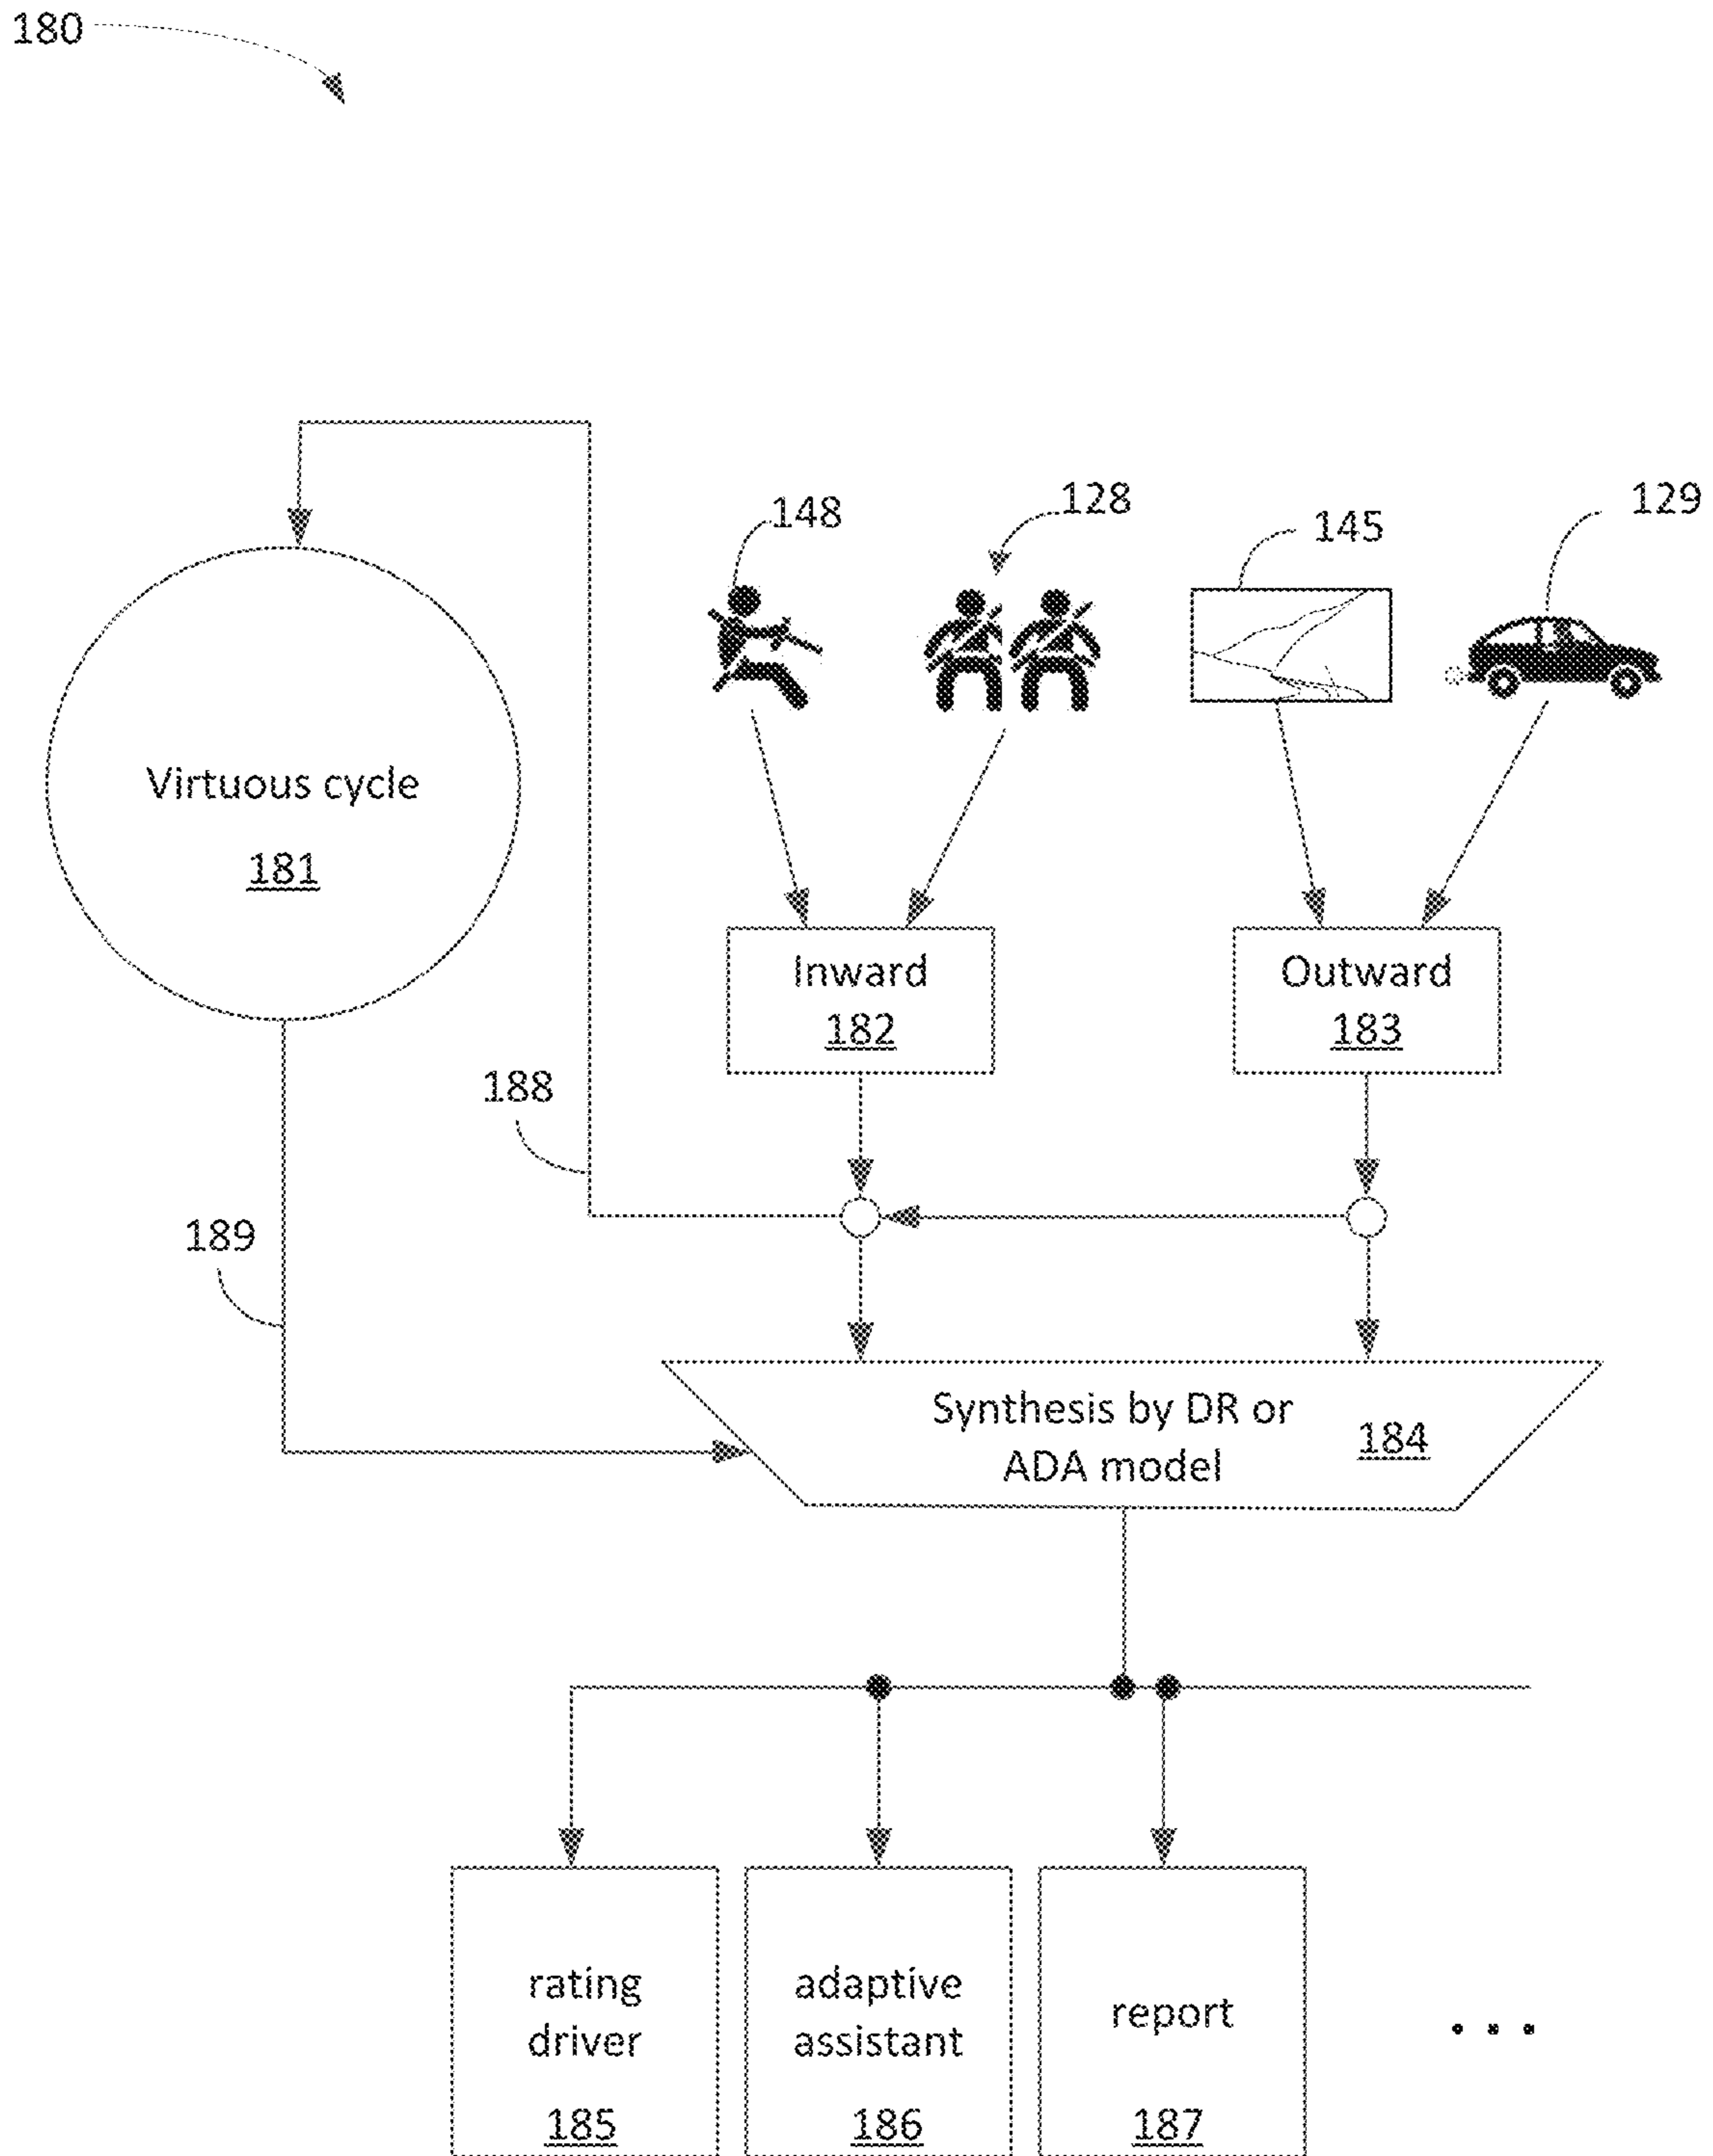 180
148
128
145
129
Virtuous cycle
181
Inward
182
Outward
183
188
189
Synthesis by DR or
ADA model
184
rating
driver
185
adaptive
assistant
186
report
187
...